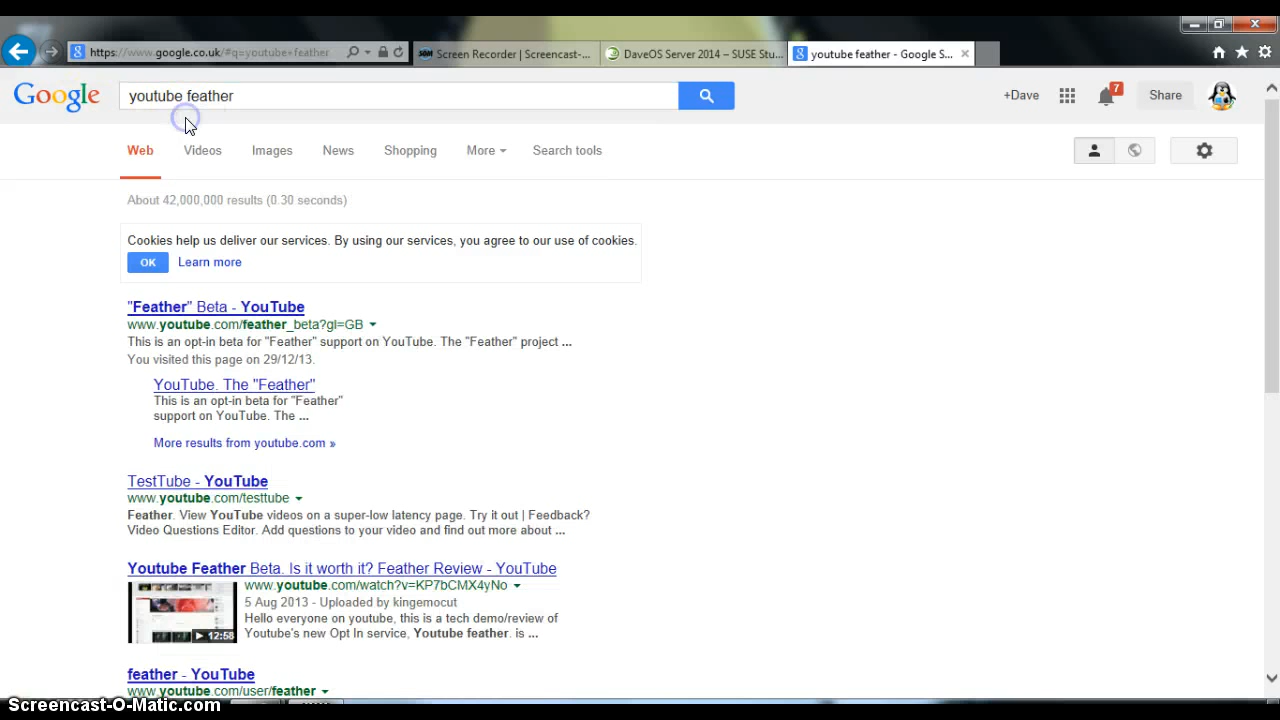 https://www.google.co.uk/#q=youtube+feather
Screen Recorder | Screencast-...
DaveOS Server 2014 – SUSE Stu...
youtube feather - Google S...
Google
youtube feather
+Dave
7
Share
Web
Videos
Images
News
Shopping
More
Search tools
About 42,000,000 results (0.30 seconds)
Cookies help us deliver our services. By using our services, you agree to our use of cookies.
OK
Learn more
"Feather" Beta - YouTube
www.youtube.com/feather_beta?gl=GB
This is an opt-in beta for "Feather" support on YouTube. The "Feather" project ...
You visited this page on 29/12/13.
YouTube. The "Feather"
This is an opt-in beta for "Feather"
support on YouTube. The ...
More results from youtube.com »
TestTube - YouTube
www.youtube.com/testtube
Feather. View YouTube videos on a super-low latency page. Try it out | Feedback?
Video Questions Editor. Add questions to your video and find out more about ...
Youtube Feather Beta. Is it worth it? Feather Review - YouTube
www.youtube.com/watch?v=KP7bCMX4yNo
5 Aug 2013 - Uploaded by kingemocut
Hello everyone on youtube, this is a tech demo/review of
12:58
Youtube's new Opt In service, Youtube feather. is ...
feather - YouTube
www.youtube.com/user/feather
Screencast-O-Matic.com